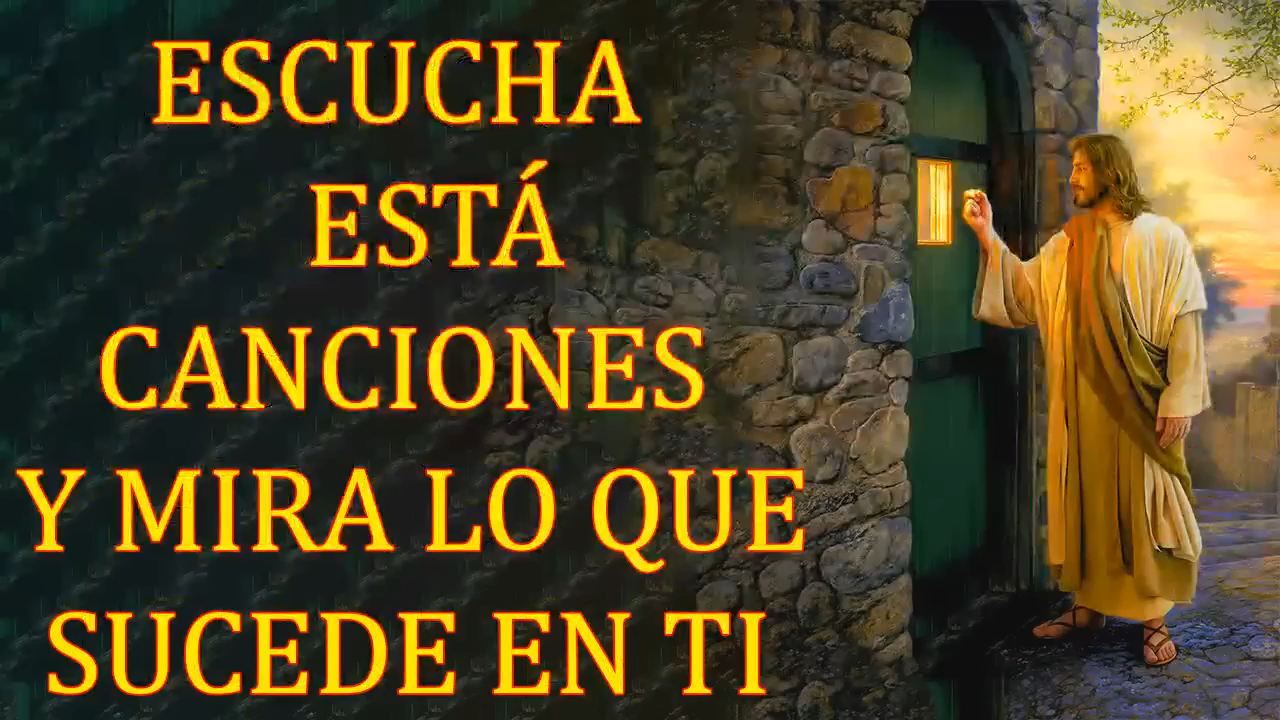 ESCUCHA
ESTÁ
CANCIONES
Y MIRA LO QUE
SUCEDE EN TI